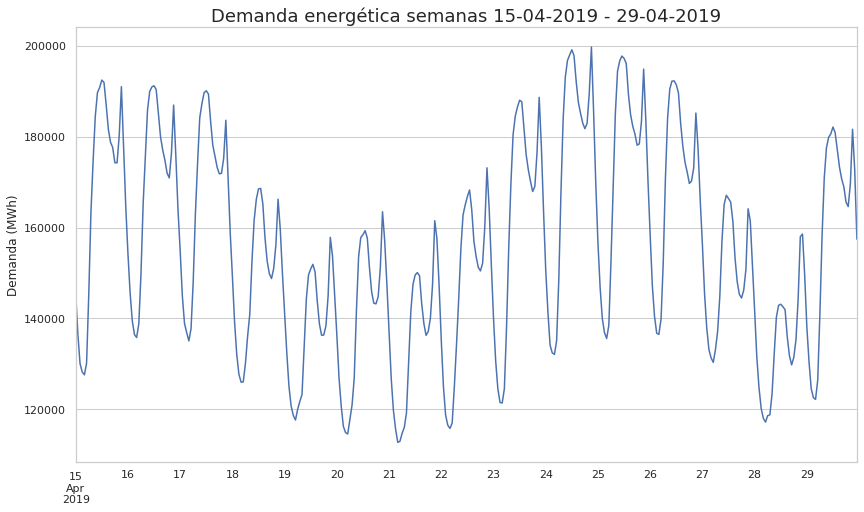 Demanda energética semanas 15-04-2019 - 29-04-2019
Demanda (MWh)
200000
180000
160000
140000
120000
15 16 17 18 19 20 21 22 23 24 25 26 27 28 29
Apr
2019